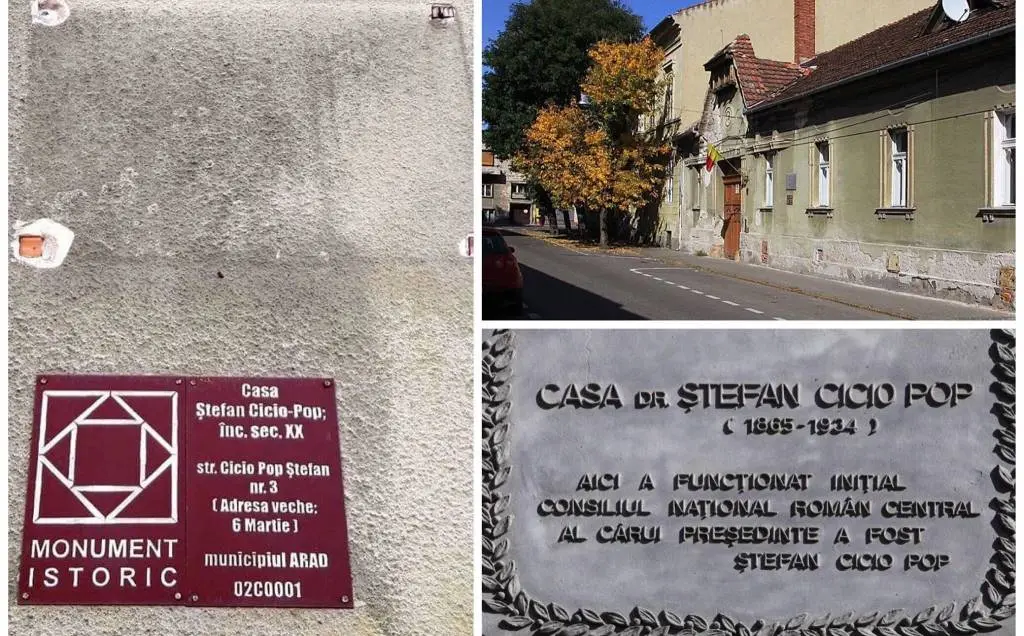 MONUMENT
ISTORIC
Casa
Ștefan Cicio-Pop;
înc. sec. XX
str. Cicio Pop Ștefan
nr. 3
( Adresa veche:
6 Martie )
municipiul ARAD
02C0001
CASA DR. ȘTEFAN CICIO POP
( 1865-1934 )
AICI A FUNCȚIONAT INIȚIAL
CONSILIUL NAȚIONAL ROMÂN CENTRAL
AL CĂRUI PREȘEDINTE A FOST
ȘTEFAN CICIO POP